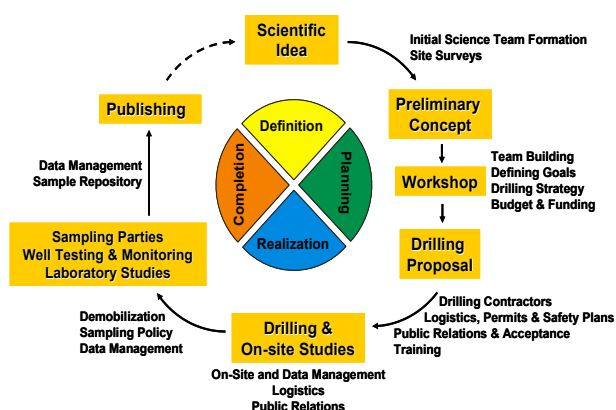 Scientific
Idea
Initial Science Team Formation
Site Surveys
Preliminary
Concept
Workshop
Team Building
Defining Goals
Drilling Strategy
Budget & Funding
Drilling
Proposal
Drilling Contractors
Logistics, Permits & Safety Plans
Public Relations & Acceptance
Training
Drilling &
On-site Studies
On-Site and Data Management
Logistics
Public Relations
Demobilization
Sampling Policy
Data Management
Sampling Parties
Well Testing & Monitoring
Laboratory Studies
Data Management
Sample Repository
Publishing
Definition
Planning
Realization
Completion